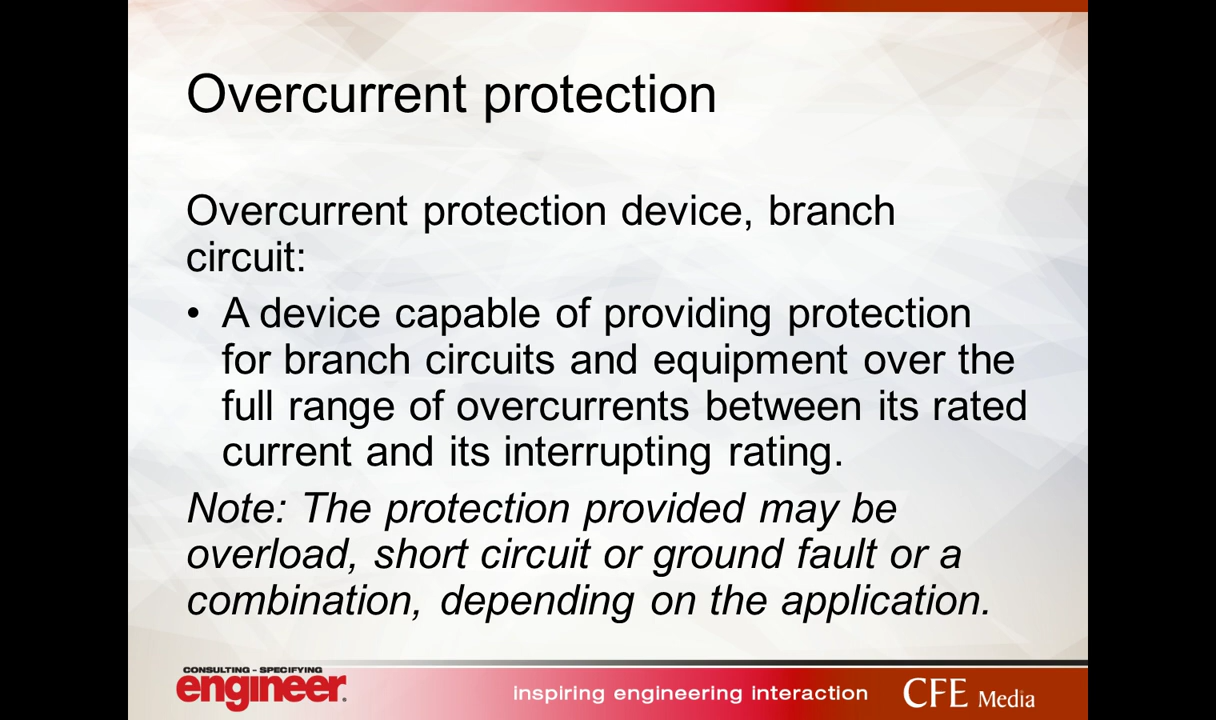 Overcurrent protection
Overcurrent protection device, branch
circuit:
• A device capable of providing protection
for branch circuits and equipment over the
full range of overcurrents between its rated
current and its interrupting rating.
Note: The protection provided may be
overload, short circuit or ground fault or a
combination, depending on the application.
CONSULTING - SPECIFYING
engineer.
inspiring engineering interaction
CFE Media